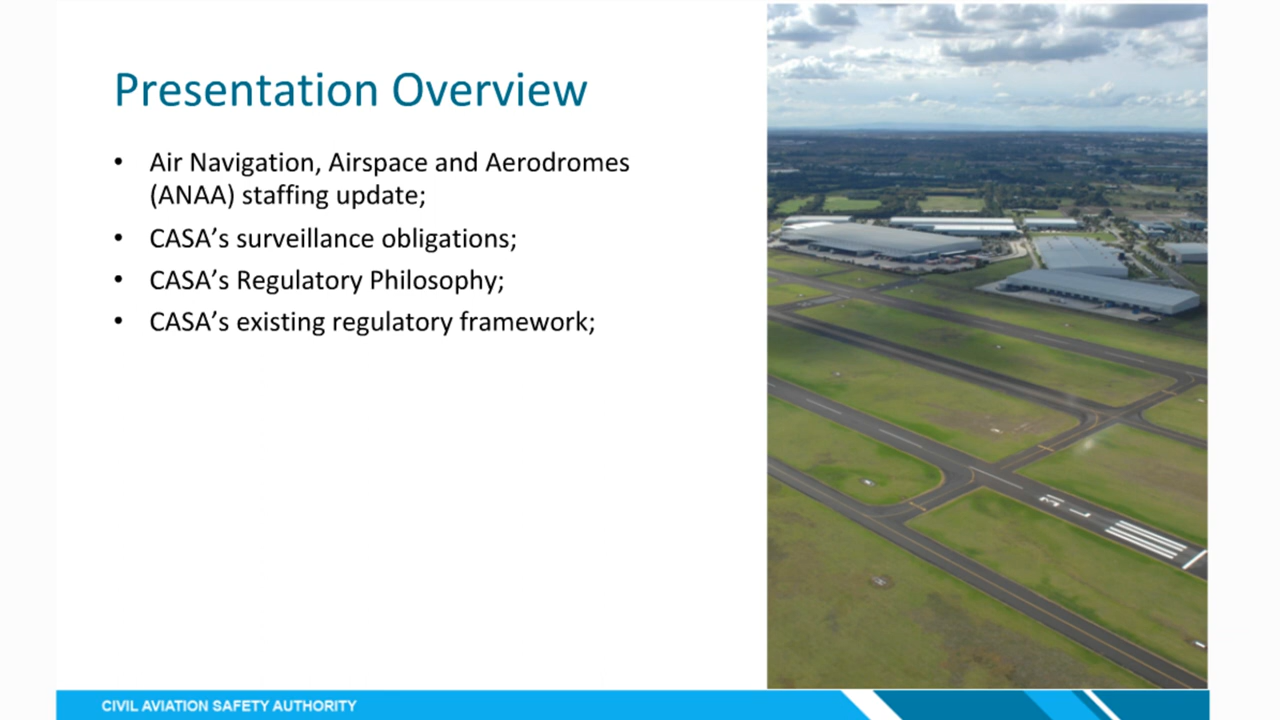 Presentation Overview
• Air Navigation, Airspace and Aerodromes
(ANAA) staffing update;
• CASA’s surveillance obligations;
• CASA’s Regulatory Philosophy;
• CASA’s existing regulatory framework;
CIVIL AVIATION SAFETY AUTHORITY